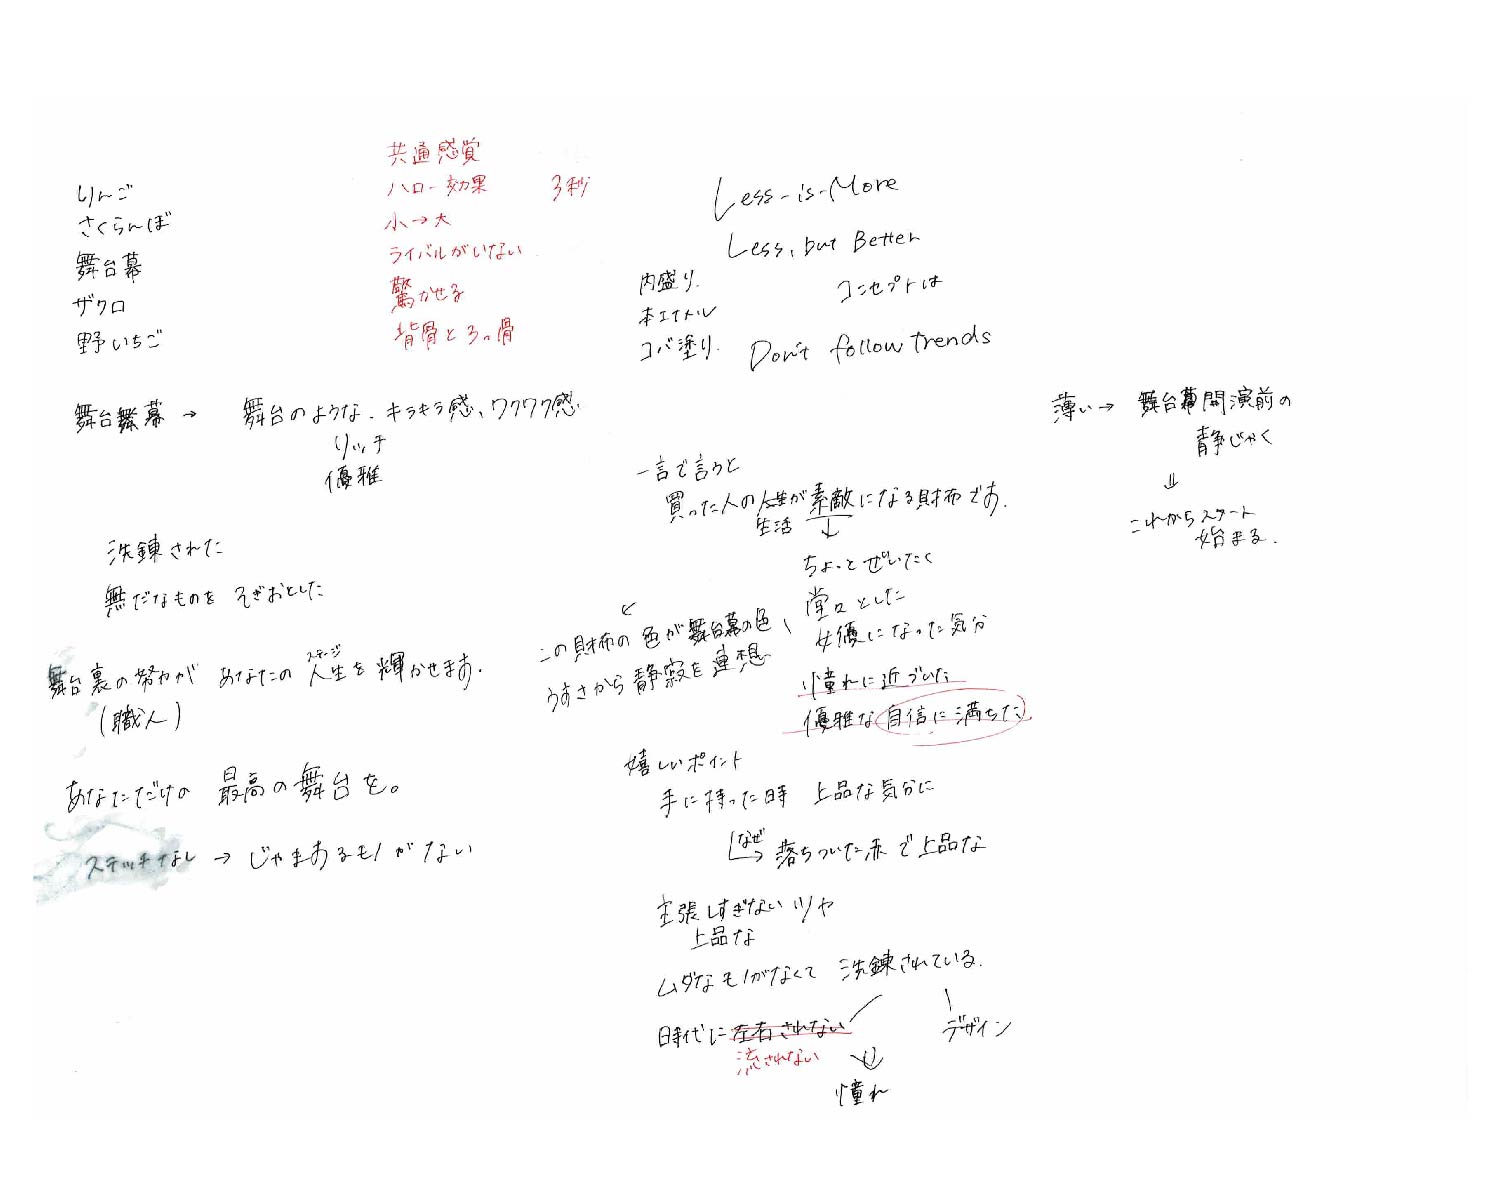 りんご
さくらんぼ
舞台幕
ザクロ
野いちご
共通感覚
ハロー効果 3秒
小→大
ライバルがいない
驚かせる
背骨とろっ骨
Less-is-More
Less, but Better
内盛り.
コンセプトは
本エイトル
コバ塗り.
Don't follow trends
舞台舞幕 → 舞台のような. キラキラ感、ワクワク感
リッチ
優雅
洗錬された
無だなものを そぎおとした
舞台裏の努力が あなたの 人生を輝かせます.
ステージ
(職人)
あなただけの 最高の舞台を。
ステッチなし → じゃまあるモノがない
薄い→ 舞台幕開演前の
静じゃく
⇓
これからスタート
始まる.
一言で言うと
買った人の人生が素敵になる財布です.
生活 ↓
ちょっとぜいたく
堂々とした
女優になった気分
憧れに近づいた
優雅な自信に満ちた
この財布の色が舞台幕の色、
うすさから静寂を連想
嬉しいポイント
手に持った時 上品な気分に
なぜ
落ちついた赤で上品な
主張しすぎないツヤ
上品な
ムダなモノがなくて 洗錬されている.
時代に左右されない
流されない
デザイン
憧れ